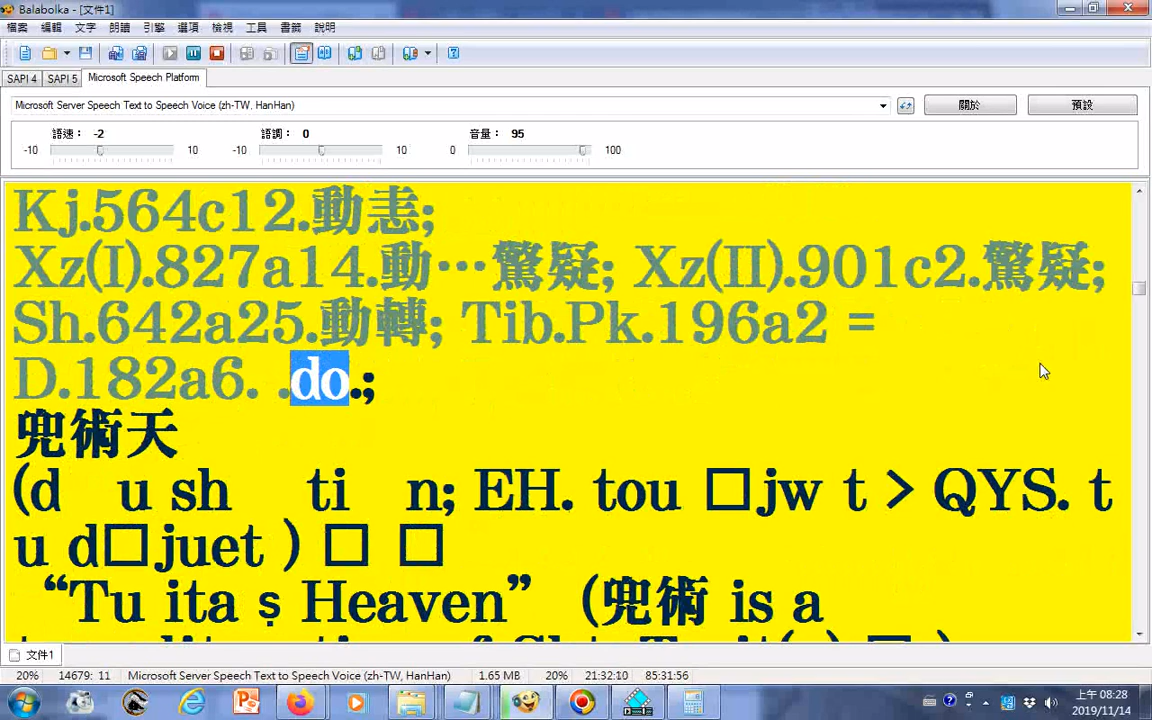 Balabolka - [文件1]
檔案 編輯 文字 朗讀 引擎 選項 檢視 工具 書籤 說明
SAPI 4 SAPI 5 Microsoft Speech Platform
Microsoft Server Speech Text to Speech Voice (zh-TW, HanHan) 關於 預設
語速： -2 語調： 0 音量： 95
-10 10 -10 10 0 100
Kj.564c12.動恚;
Xz(I).827a14.動…驚疑; Xz(II).901c2.驚疑;
Sh.642a25.動轉; Tib.Pk.196a2 =
D.182a6. .do.;
兜術天
(d u sh ti n; EH. tou □jw t > QYS. t
u d□juet ) □ □
“Tu ita ṣ Heaven” (兜術 is a
文件1
20% 14679: 11 Microsoft Server Speech Text to Speech Voice (zh-TW, HanHan) 1.65 MB 20% 21:32:10 85:31:56
上午 08:28
2019/11/14